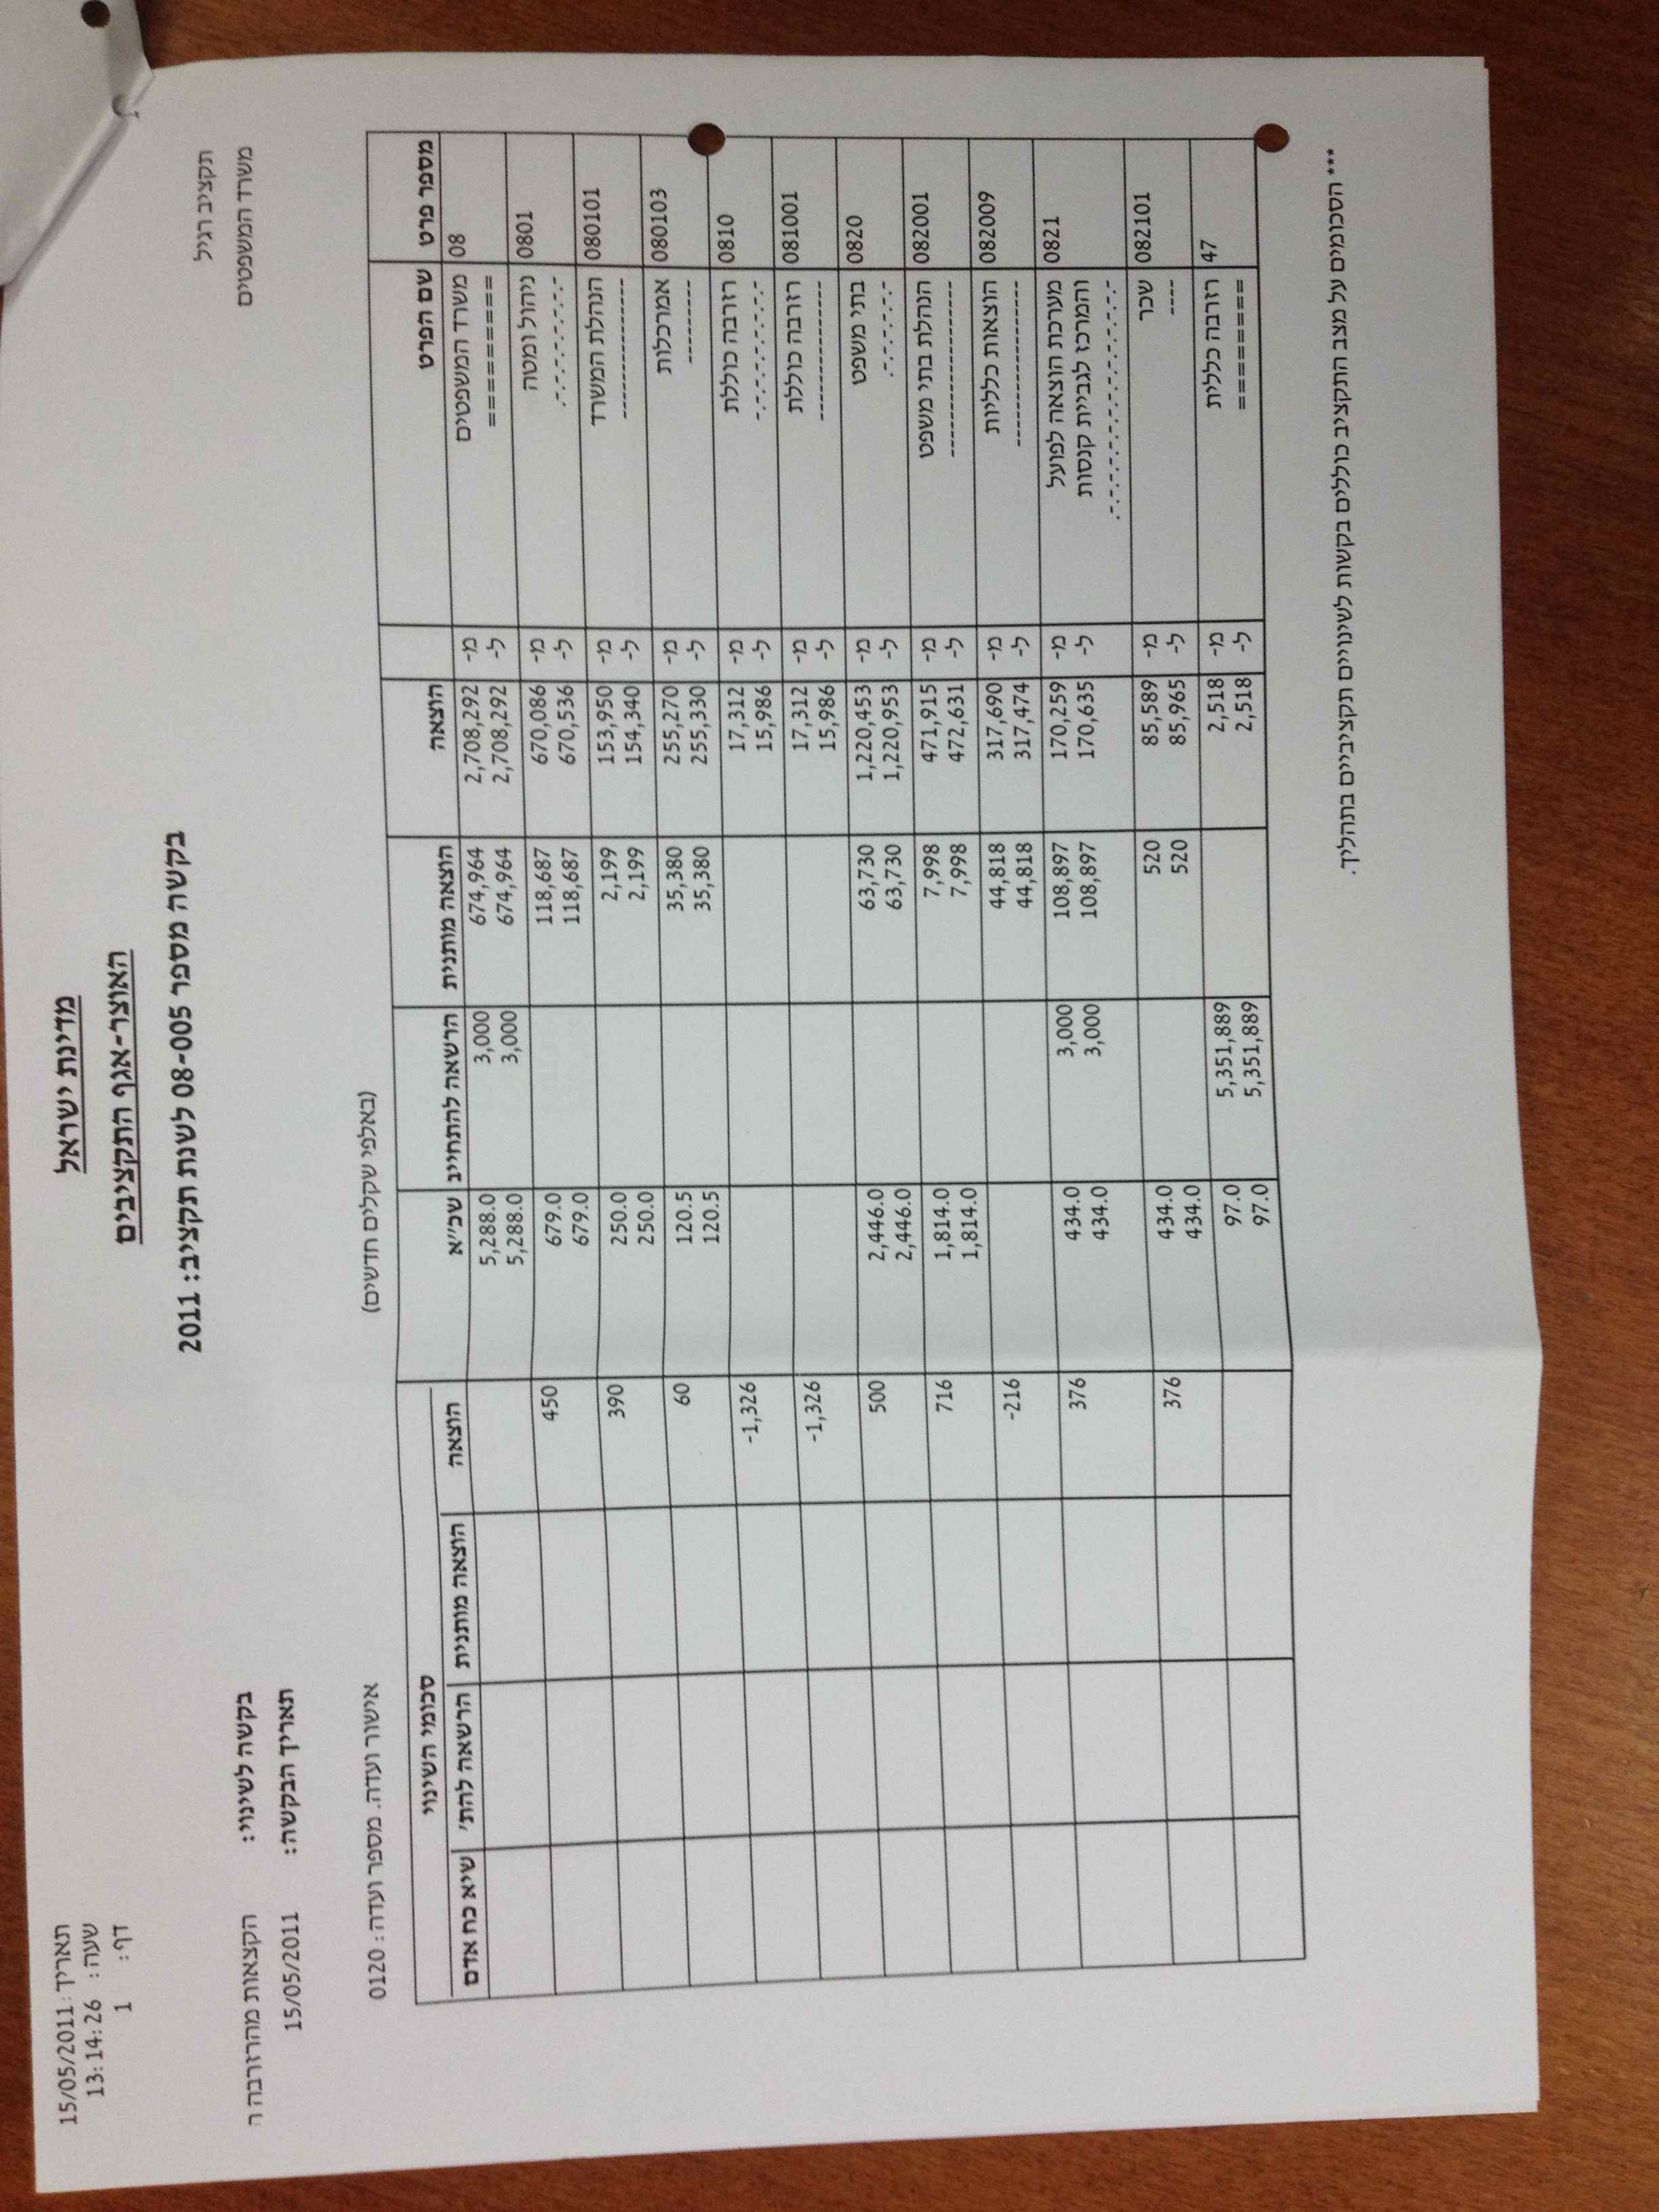 תאריך: 15/05/2011
שעה: 13:14:26
דף: 1
מדינת ישראל
האוצר-אגף התקציבים
בקשה מספר 08-005 לשנת תקציב: 2011
תקציב רגיל
משרד המשפטים
בקשה לשינוי: הקצאות מהרזרבה ה
תאריך הבקשה: 15/05/2011
(באלפי שקלים חדשים)
אישור ועדה. מספר ועדה: 0120
סכומי השינוי
מספר פרט שם הפרט הוצאה הוצאה מותנית הרשאה להתחייב שכ"א הוצאה הוצאה מותנית הרשאה להת' שיא כח אדם
08 משרד המשפטים מ- 2,708,292 674,964 3,000 5,288.0
========= ל- 2,708,292 674,964 3,000 5,288.0
0801 ניהול ומטה מ- 670,086 118,687 679.0 450
.-.-.-.-.-.- ל- 670,536 118,687 679.0
080101 הנהלת המשרד מ- 153,950 2,199 250.0 390
--------------- ל- 154,340 2,199 250.0
080103 אמרכלות מ- 255,270 35,380 120.5 60
--------- ל- 255,330 35,380 120.5
0810 רזרבה כוללת מ- 17,312 -1,326
-.-.-.-.-.-.- ל- 15,986
081001 רזרבה כוללת מ- 17,312 -1,326
--------------- ל- 15,986
0820 בתי משפט מ- 1,220,453 63,730 2,446.0 500
.-.-.-.-.- ל- 1,220,953 63,730 2,446.0
082001 הנהלת בתי משפט מ- 471,915 7,998 1,814.0 716
------------------- ל- 472,631 7,998 1,814.0
082009 הוצאות כלליות מ- 317,690 44,818 -216
------------------ ל- 317,474 44,818
0821 מערכת הוצאה לפועל מ- 170,259 108,897 3,000 434.0 376
והמרכז לגביית קנסות ל- 170,635 108,897 3,000 434.0
.-.-.-.-.-.-.-.-.-.-.-.-.-
082101 שכר מ- 85,589 520 434.0 376
---- ל- 85,965 520 434.0
47 רזרבה כללית מ- 2,518 5,351,889 97.0
========= ל- 2,518 5,351,889 97.0
*** הסכומים על מצב התקציב כוללים בקשות לשינויים תקציביים בתהליך.